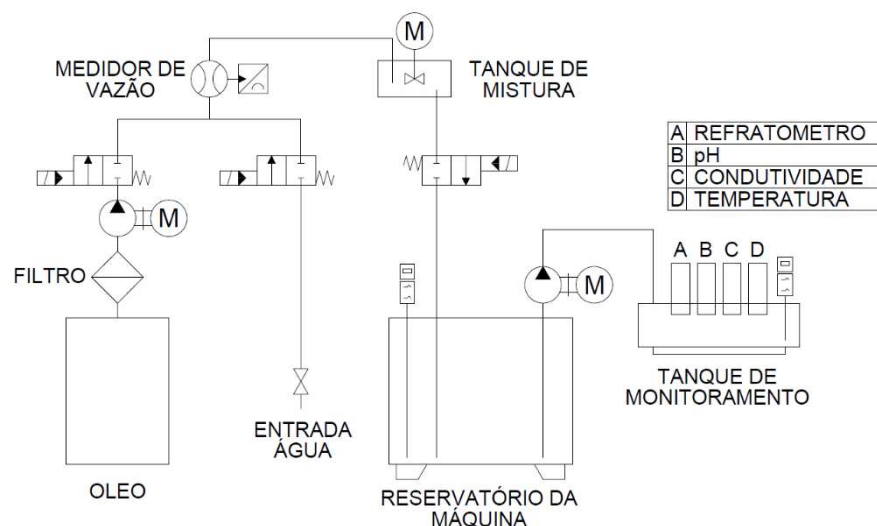 M
MEDIDOR DE
VAZÃO
TANQUE DE
MISTURA
A REFRATOMETRO
B pH
C CONDUTIVIDADE
D TEMPERATURA
M
FILTRO
M
A B C D
TANQUE DE
MONITORAMENTO
ENTRADA
ÁGUA
OLEO
RESERVATÓRIO DA
MÁQUINA